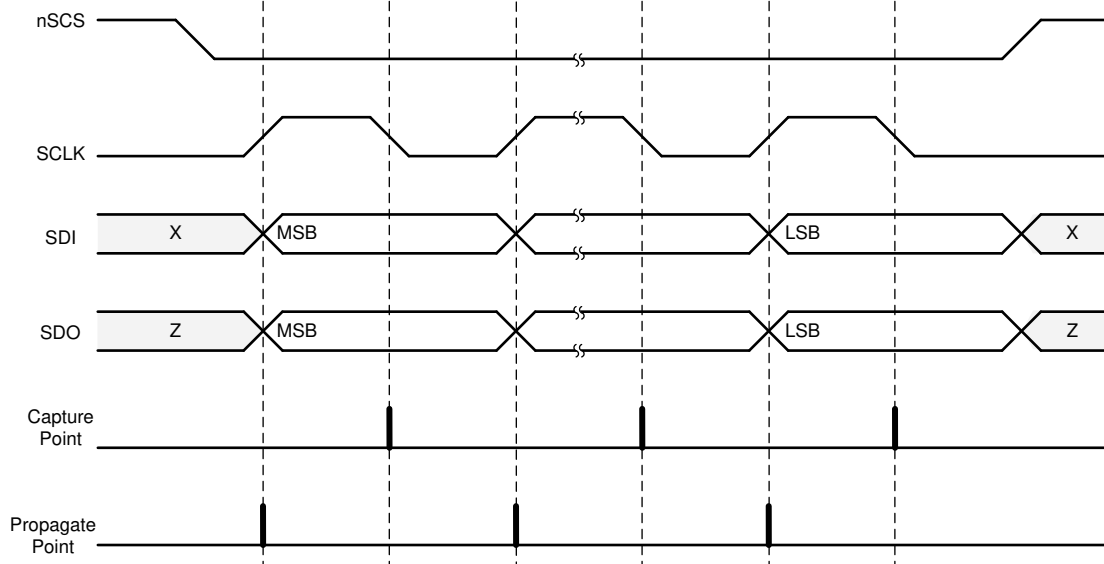 nSCS
SCLK
SDI
X
MSB
LSB
X
SDO
Z
MSB
LSB
Z
Capture
Point
Propagate
Point